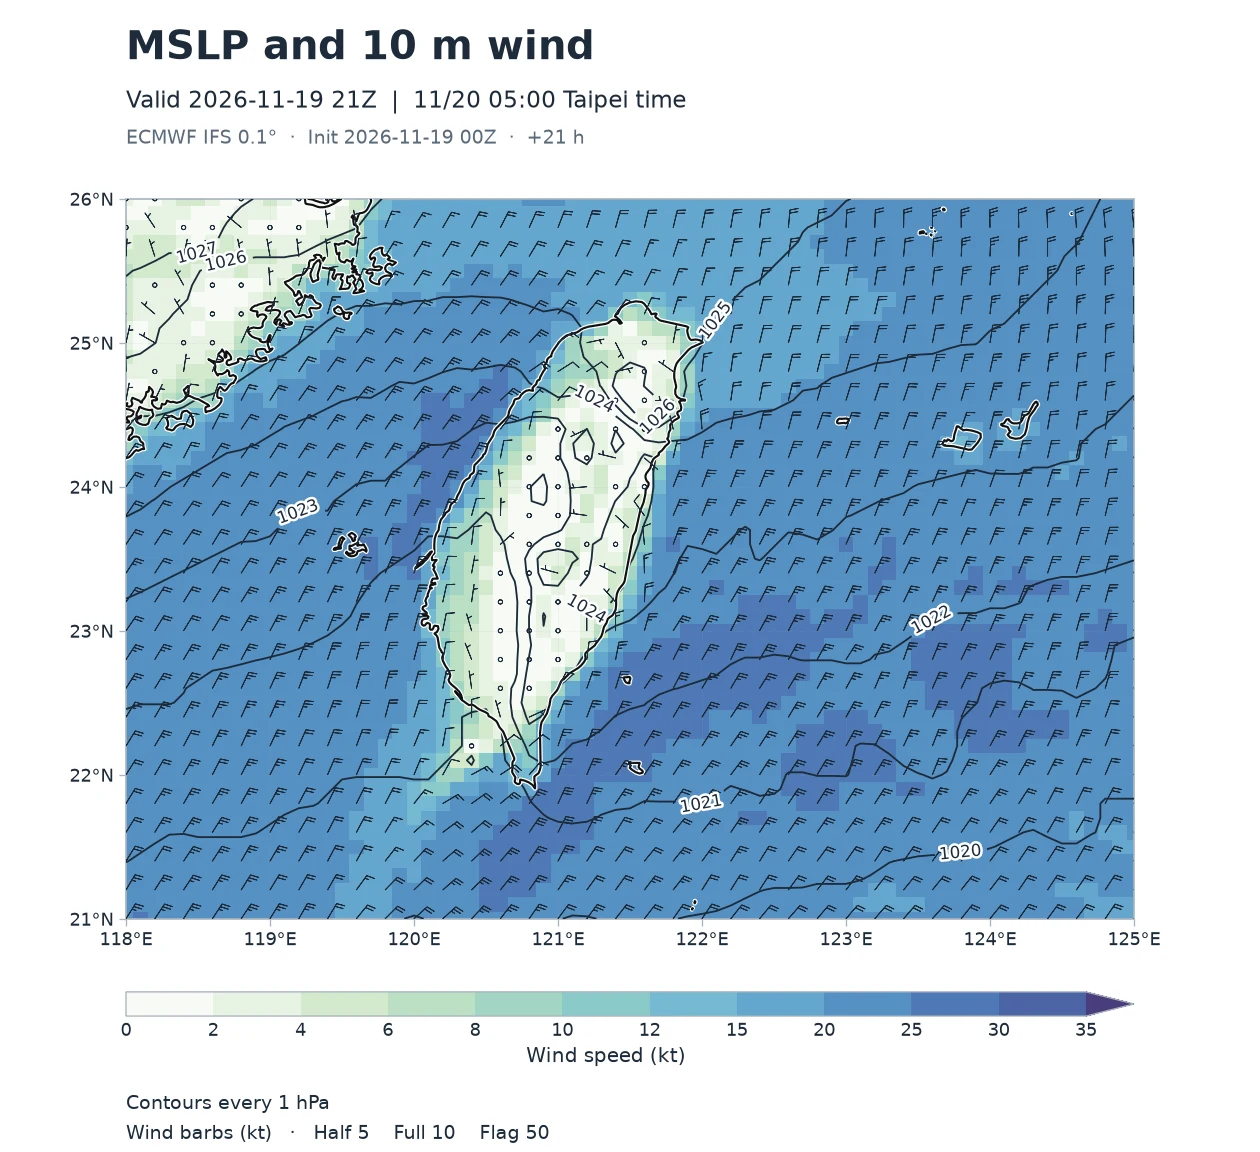 MSLP and 10 m wind
Valid 2026-11-19 21Z | 11/20 05:00 Taipei time
ECMWF IFS 0.1° · Init 2026-11-19 00Z · +21 h
26°N
1027
1026
25°N
1025
1024
1026
24°N
1023
1024
23°N
1022
22°N
1021
1020
21°N
118°E 119°E 120°E 121°E 122°E 123°E 124°E 125°E
0 2 4 6 8 10 12 15 20 25 30 35
Wind speed (kt)
Contours every 1 hPa
Wind barbs (kt) · Half 5 Full 10 Flag 50